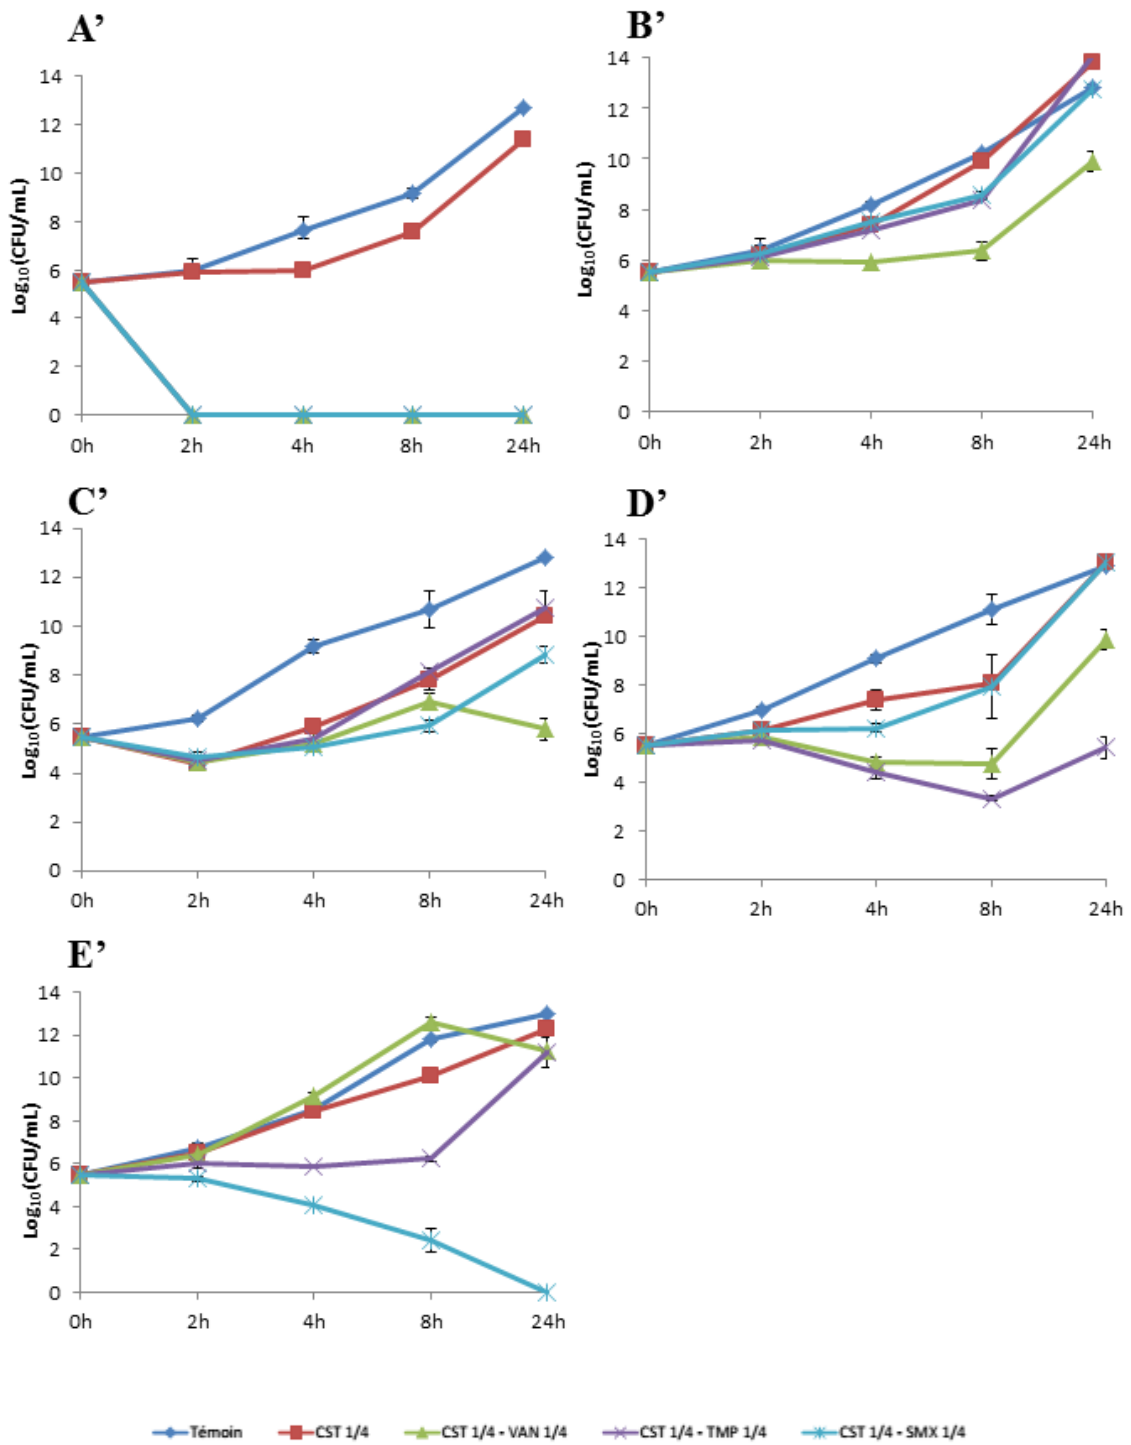 A’
14
12
10
8
6
4
2
0
Log10(CFU/mL)
0h 2h 4h 8h 24h
B’
14
12
10
8
6
4
2
0
Log10(CFU/mL)
0h 2h 4h 8h 24h
C’
14
12
10
8
6
4
2
0
Log10(CFU/mL)
0h 2h 4h 8h 24h
D’
14
12
10
8
6
4
2
0
Log10(CFU/mL)
0h 2h 4h 8h 24h
E’
14
12
10
8
6
4
2
0
Log10(CFU/mL)
0h 2h 4h 8h 24h
Témoin CST 1/4 CST 1/4 - VAN 1/4 CST 1/4 - TMP 1/4 CST 1/4 - SMX 1/4